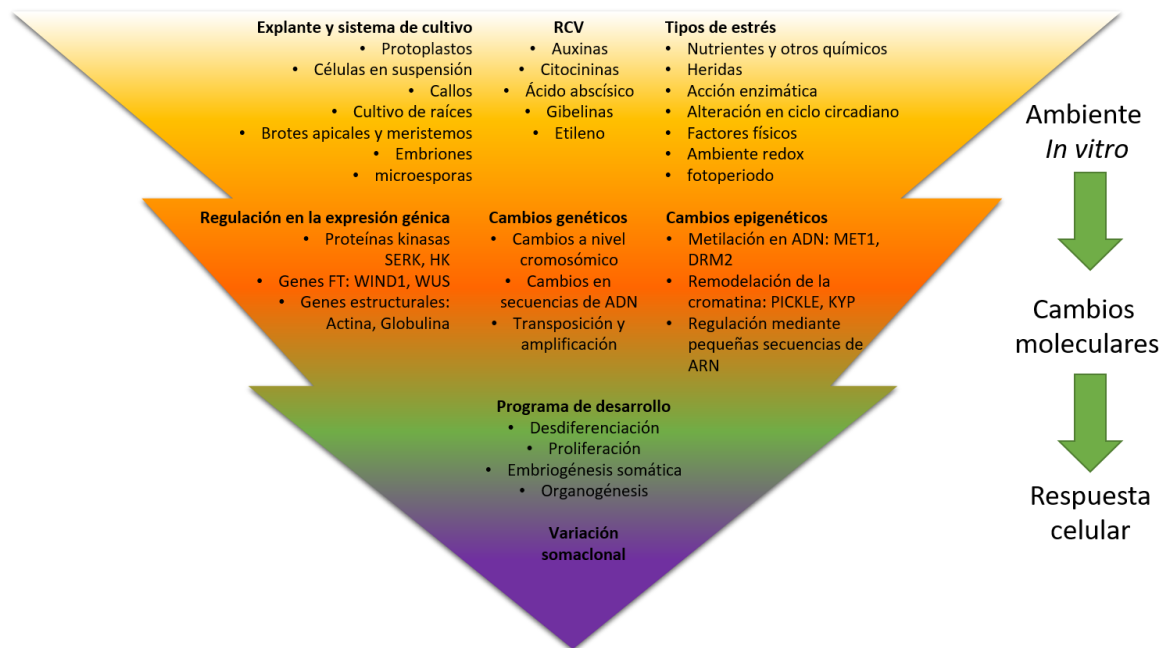 Explante y sistema de cultivo
• Protoplastos
• Células en suspensión
• Callos
• Cultivo de raíces
• Brotes apicales y meristemos
• Embriones
• microesporas
RCV
• Auxinas
• Citocininas
• Ácido abscísico
• Gibelinas
• Etileno
Tipos de estrés
• Nutrientes y otros químicos
• Heridas
• Acción enzimática
• Alteración en ciclo circadiano
• Factores físicos
• Ambiente redox
• fotoperiodo
Ambiente
In vitro
Regulación en la expresión génica
• Proteínas kinasas
SERK, HK
• Genes FT: WIND1, WUS
• Genes estructurales:
Actina, Globulina
Cambios genéticos
• Cambios a nivel
cromosómico
• Cambios en
secuencias de ADN
• Transposición y
amplificación
Cambios epigenéticos
• Metilación en ADN: MET1,
DRM2
• Remodelación de la
cromatina: PICKLE, KYP
• Regulación mediante
pequeñas secuencias de
ARN
Cambios
moleculares
Programa de desarrollo
• Desdiferenciación
• Proliferación
• Embriogénesis somática
• Organogénesis
Variación
somaclonal
Respuesta
celular